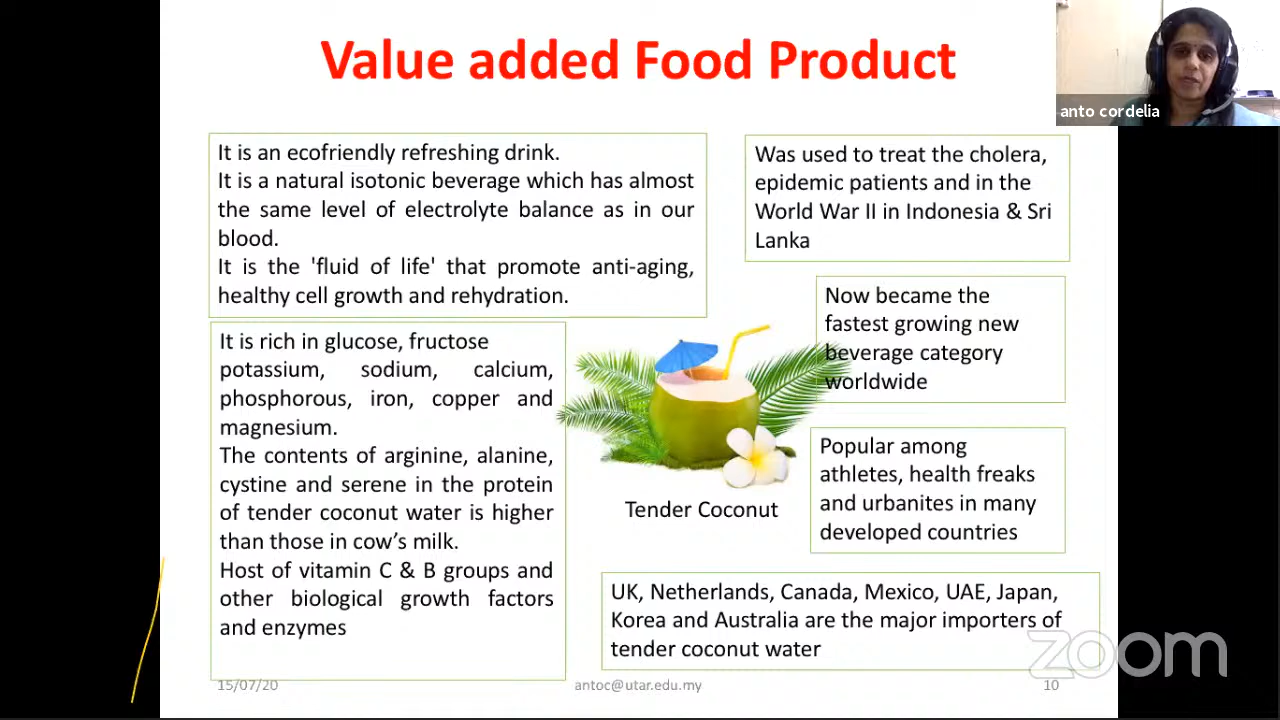 Value added Food Product
anto cordelia
It is an ecofriendly refreshing drink.
It is a natural isotonic beverage which has almost
the same level of electrolyte balance as in our
blood.
It is the 'fluid of life' that promote anti-aging,
healthy cell growth and rehydration.
Was used to treat the cholera,
epidemic patients and in the
World War II in Indonesia & Sri
Lanka
It is rich in glucose, fructose
potassium, sodium, calcium,
phosphorous, iron, copper and
magnesium.
The contents of arginine, alanine,
cystine and serene in the protein
of tender coconut water is higher
than those in cow’s milk.
Host of vitamin C & B groups and
other biological growth factors
and enzymes
Now became the
fastest growing new
beverage category
worldwide
Tender Coconut
Popular among
athletes, health freaks
and urbanites in many
developed countries
UK, Netherlands, Canada, Mexico, UAE, Japan,
Korea and Australia are the major importers of
tender coconut water
zoom
15/07/20
antoc@utar.edu.my
10